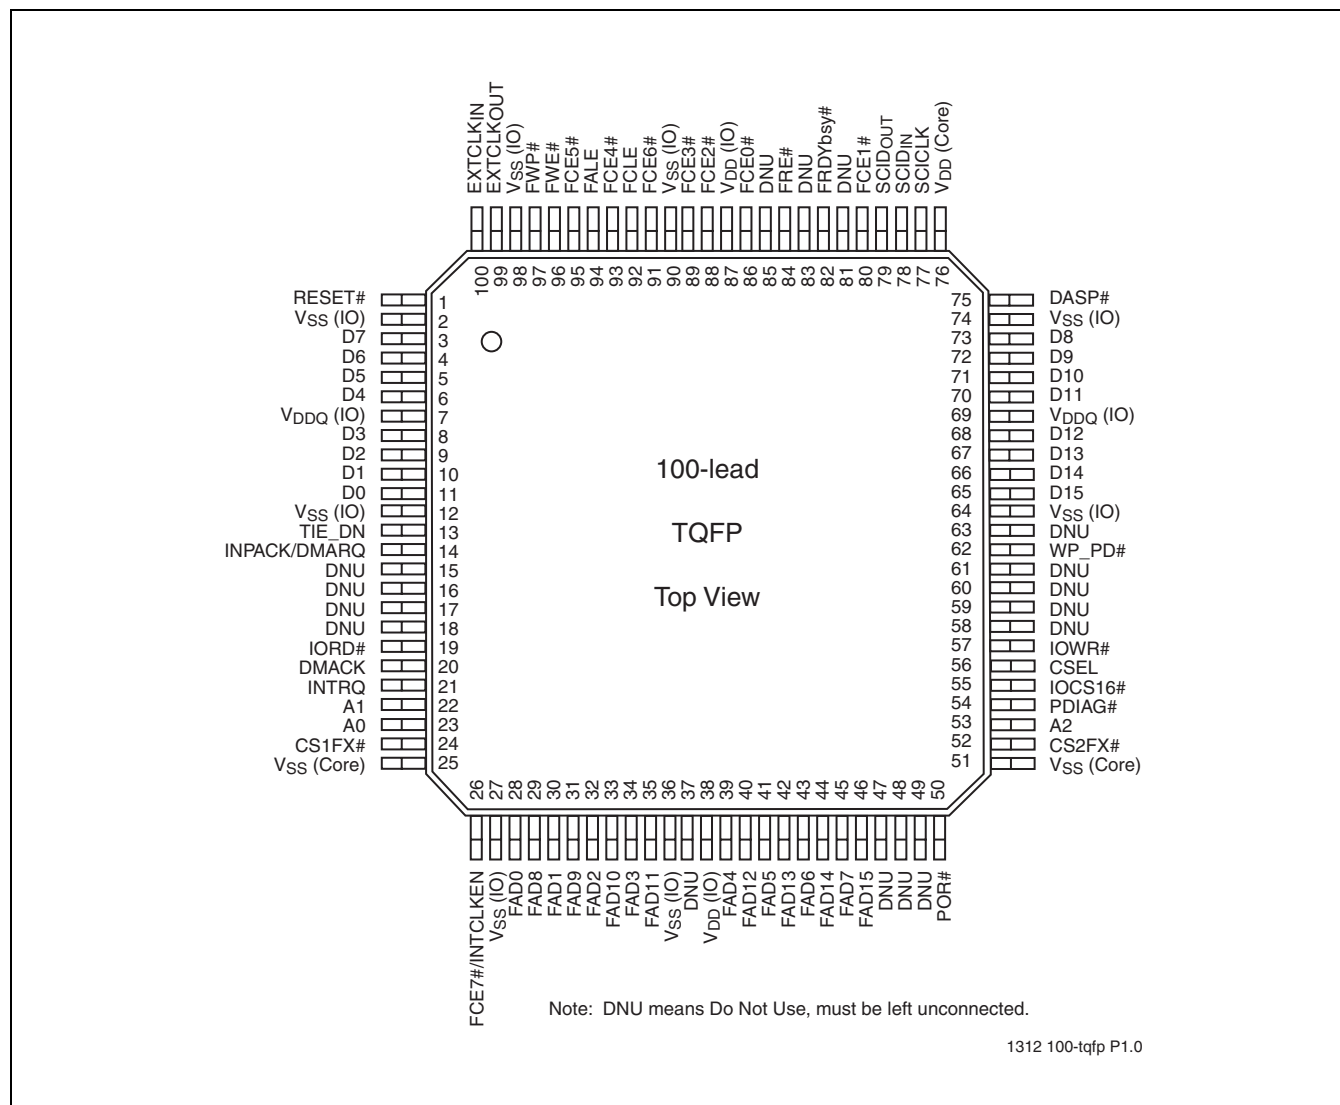 EXTCLKIN
EXTCLKOUT
VSS (IO)
FWP#
FWE#
FCE5#
FALE
FCE4#
FCLE
FCE6#
VSS (IO)
FCE3#
FCE2#
VDD (IO)
FCE0#
DNU
FRE#
DNU
FRDYbsy#
DNU
FCE1#
SCIDOUT
SCIDIN
SCICLK
VDD (Core)
100 99 98 97 96 95 94 93 92 91 90 89 88 87 86 85 84 83 82 81 80 79 78 77 76
RESET# 1
VSS (IO) 2
D7 3
D6 4
D5 5
D4 6
VDDQ (IO) 7
D3 8
D2 9
D1 10
D0 11
VSS (IO) 12
TIE_DN 13
INPACK/DMARQ 14
DNU 15
DNU 16
DNU 17
DNU 18
IORD# 19
DMACK 20
INTRQ 21
A1 22
A0 23
CS1FX# 24
VSS (Core) 25
100-lead
TQFP
Top View
75 DASP#
74 VSS (IO)
73 D8
72 D9
71 D10
70 D11
69 VDDQ (IO)
68 D12
67 D13
66 D14
65 D15
64 VSS (IO)
63 DNU
62 WP_PD#
61 DNU
60 DNU
59 DNU
58 DNU
57 IOWR#
56 CSEL
55 IOCS16#
54 PDIAG#
53 A2
52 CS2FX#
51 VSS (Core)
26 27 28 29 30 31 32 33 34 35 36 37 38 39 40 41 42 43 44 45 46 47 48 49 50
FCE7#/INTCLKEN
VSS (IO)
FAD0
FAD8
FAD1
FAD9
FAD2
FAD10
FAD3
FAD11
VSS (IO)
DNU
VDD (IO)
FAD4
FAD12
FAD5
FAD13
FAD6
FAD14
FAD7
FAD15
DNU
DNU
DNU
POR#
Note: DNU means Do Not Use, must be left unconnected.
1312 100-tqfp P1.0